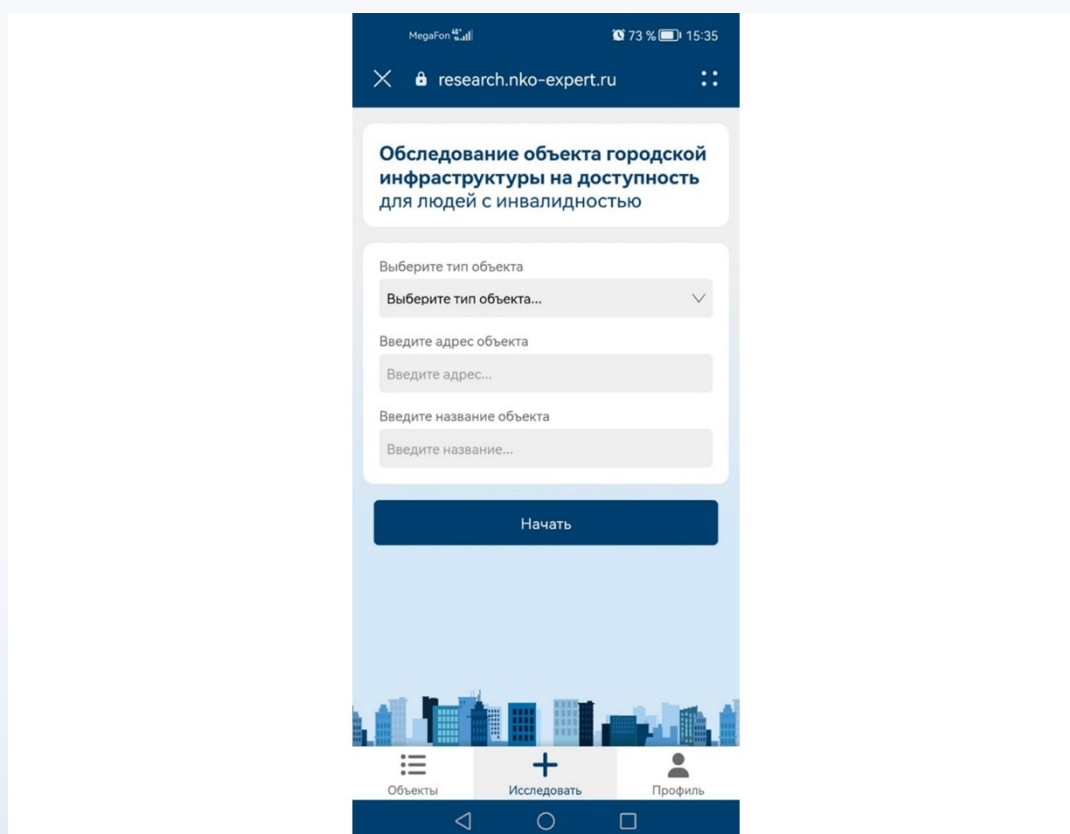 MegaFon 73 % 15:35
research.nko-expert.ru
Обследование объекта городской
инфраструктуры на доступность
для людей с инвалидностью
Выберите тип объекта
Выберите тип объекта...
Введите адрес объекта
Введите адрес...
Введите название объекта
Введите название...
Начать
Объекты Исследовать Профиль